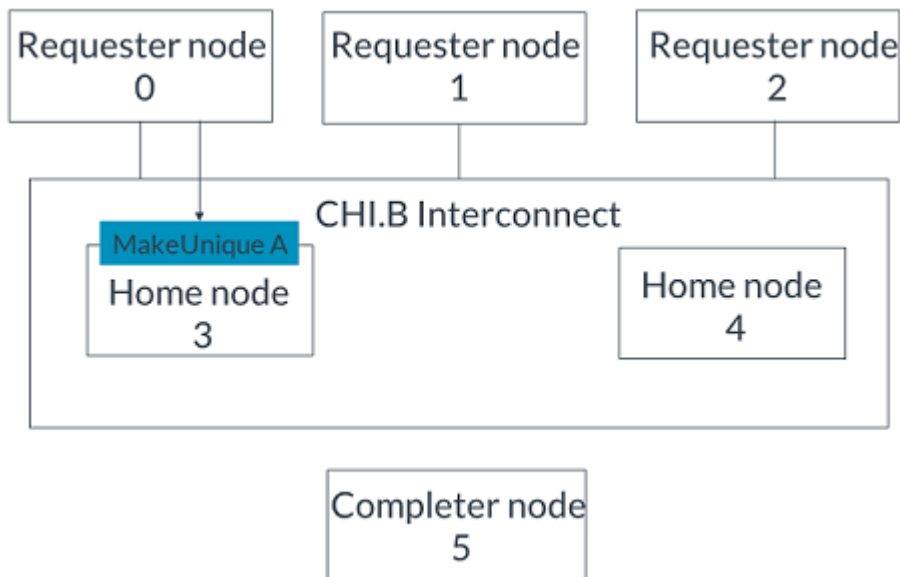 Requester node
0
Requester node
1
Requester node
2
CHI.B Interconnect
MakeUnique A
Home node
3
Home node
4
Completer node
5